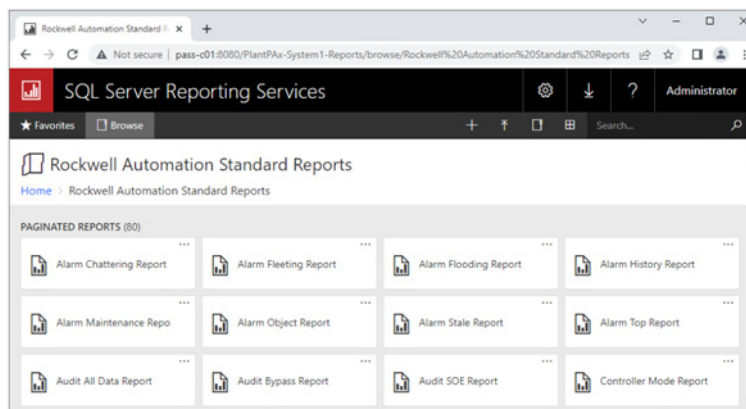 Rockwell Automation Standard R
Not secure | pass-c01:8080/PlantPAx-System1-Reports/browse/Rockwell%20Automation%20Standard%20Reports
SQL Server Reporting Services
Administrator
Favorites Browse
Search...
Rockwell Automation Standard Reports
Home > Rockwell Automation Standard Reports
PAGINATED REPORTS (80)
Alarm Chattering Report Alarm Fleeting Report Alarm Flooding Report Alarm History Report
Alarm Maintenance Repo Alarm Object Report Alarm Stale Report Alarm Top Report
Audit All Data Report Audit Bypass Report Audit SOE Report Controller Mode Report